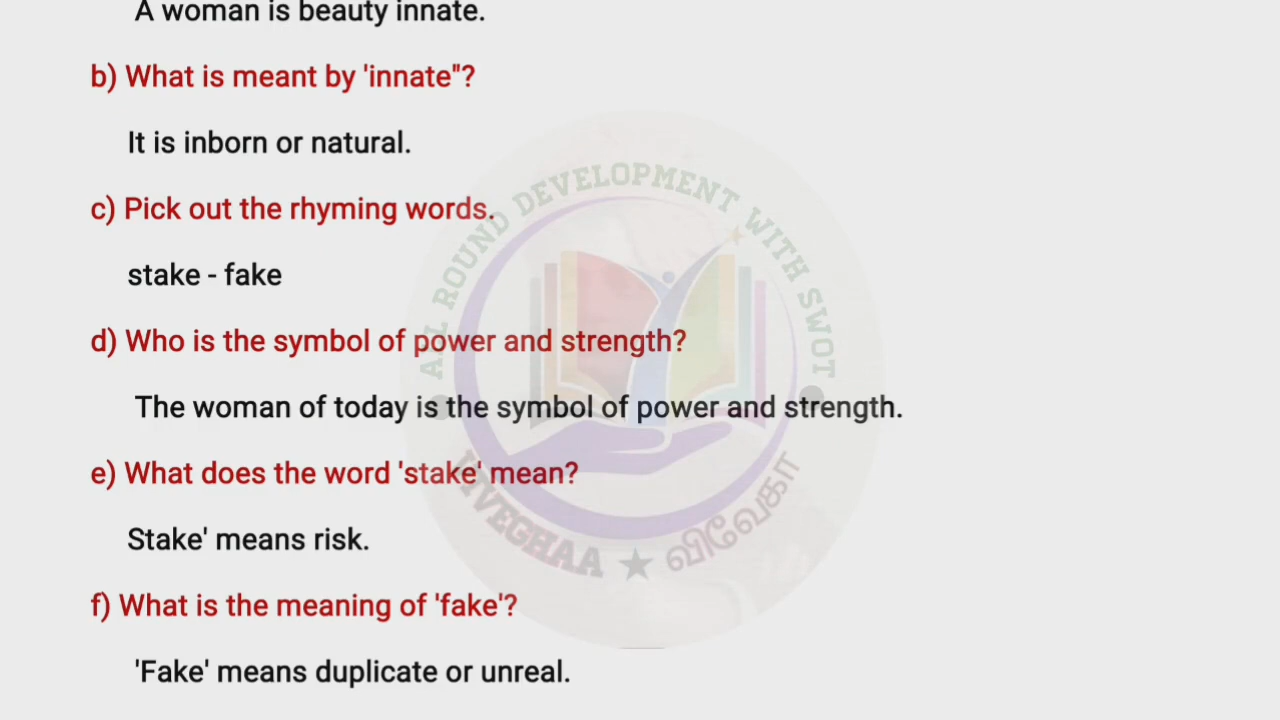 A woman is beauty innate.
b) What is meant by 'innate"?
It is inborn or natural.
c) Pick out the rhyming words.
stake - fake
d) Who is the symbol of power and strength?
The woman of today is the symbol of power and strength.
e) What does the word 'stake' mean?
Stake' means risk.
f) What is the meaning of 'fake'?
'Fake' means duplicate or unreal.
ALL ROUND DEVELOPMENT WITH SWOT
VIVEGHAA ★ விவேகா